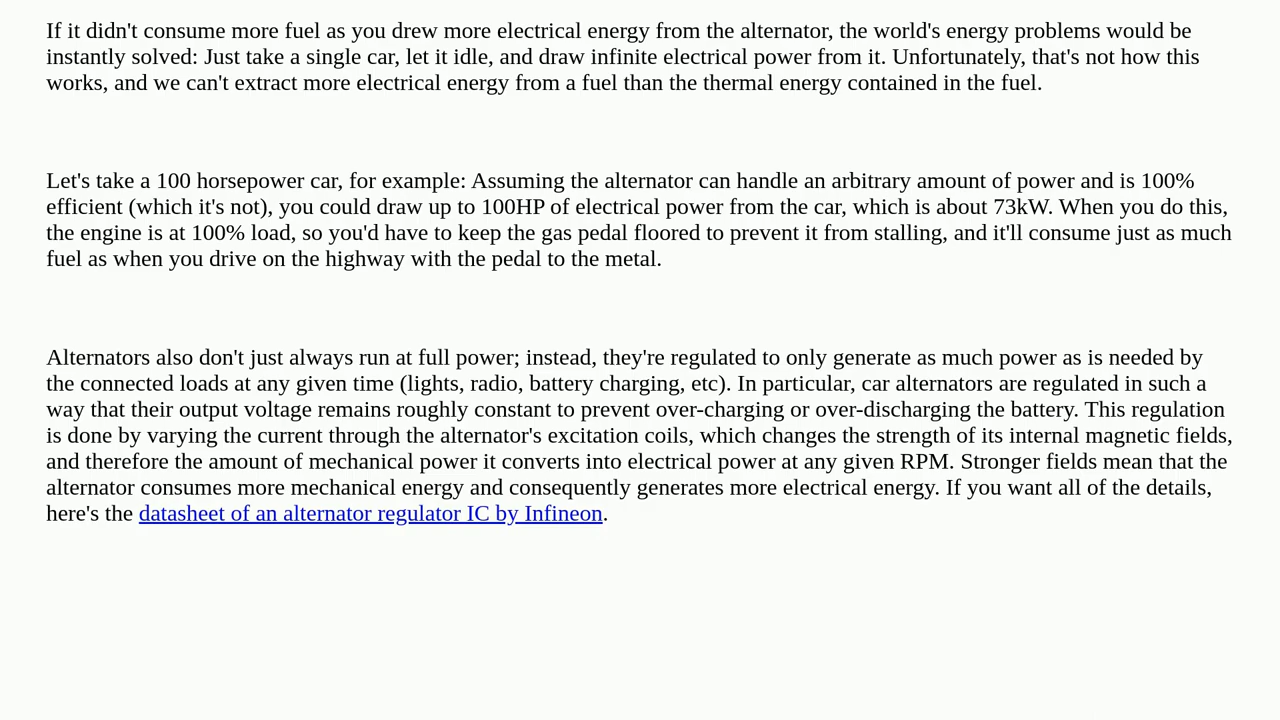 If it didn't consume more fuel as you drew more electrical energy from the alternator, the world's energy problems would be
instantly solved: Just take a single car, let it idle, and draw infinite electrical power from it. Unfortunately, that's not how this
works, and we can't extract more electrical energy from a fuel than the thermal energy contained in the fuel.
Let's take a 100 horsepower car, for example: Assuming the alternator can handle an arbitrary amount of power and is 100%
efficient (which it's not), you could draw up to 100HP of electrical power from the car, which is about 73kW. When you do this,
the engine is at 100% load, so you'd have to keep the gas pedal floored to prevent it from stalling, and it'll consume just as much
fuel as when you drive on the highway with the pedal to the metal.
Alternators also don't just always run at full power; instead, they're regulated to only generate as much power as is needed by
the connected loads at any given time (lights, radio, battery charging, etc). In particular, car alternators are regulated in such a
way that their output voltage remains roughly constant to prevent over-charging or over-discharging the battery. This regulation
is done by varying the current through the alternator's excitation coils, which changes the strength of its internal magnetic fields,
and therefore the amount of mechanical power it converts into electrical power at any given RPM. Stronger fields mean that the
alternator consumes more mechanical energy and consequently generates more electrical energy. If you want all of the details,
here's the datasheet of an alternator regulator IC by Infineon.